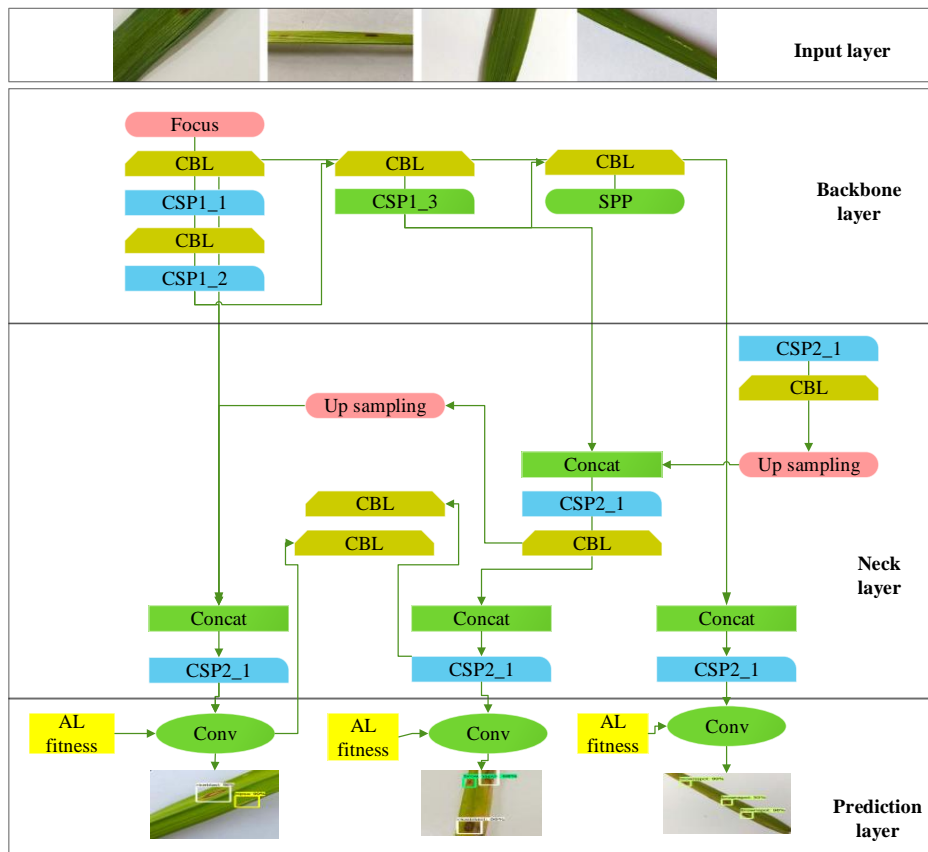 Input layer
Focus
CBL
CBL
CBL
CSP1_1
CSP1_3
SPP
CBL
CSP1_2
Backbone
layer
CSP2_1
CBL
Up sampling
Concat
Up sampling
CBL
CSP2_1
CBL
CBL
Neck
layer
Concat
Concat
Concat
CSP2_1
CSP2_1
CSP2_1
AL
fitness
Conv
AL
fitness
Conv
AL
fitness
Conv
Prediction
layer